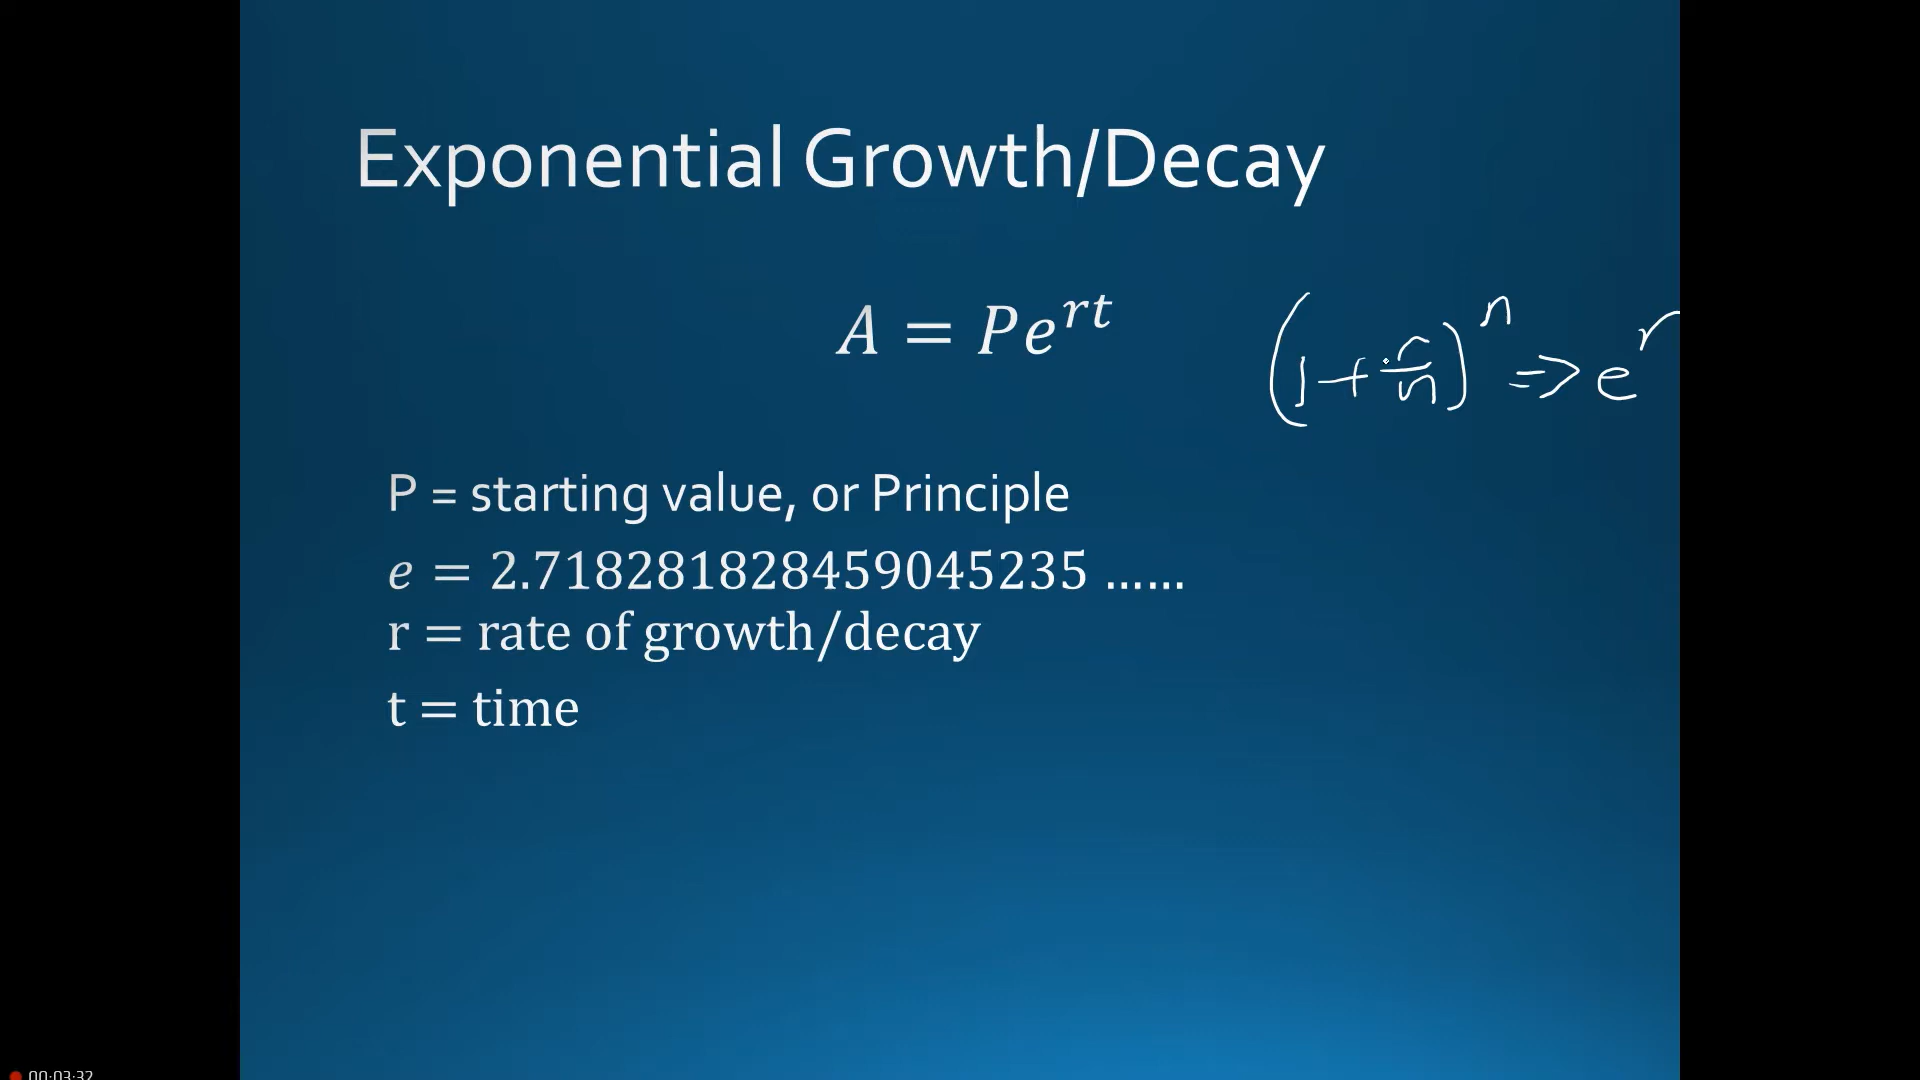 Exponential Growth/Decay
A = Pe^{rt}
(1 + r/n)^n => e^r
P = starting value, or Principle
e = 2.718281828459045235 ……
r = rate of growth/decay
t = time
00:03:32